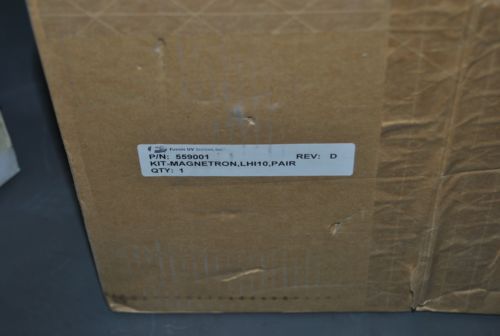 Fusion UV Systems, Inc.
P/N: 559001 REV: D
KIT-MAGNETRON,LHI10,PAIR
QTY: 1